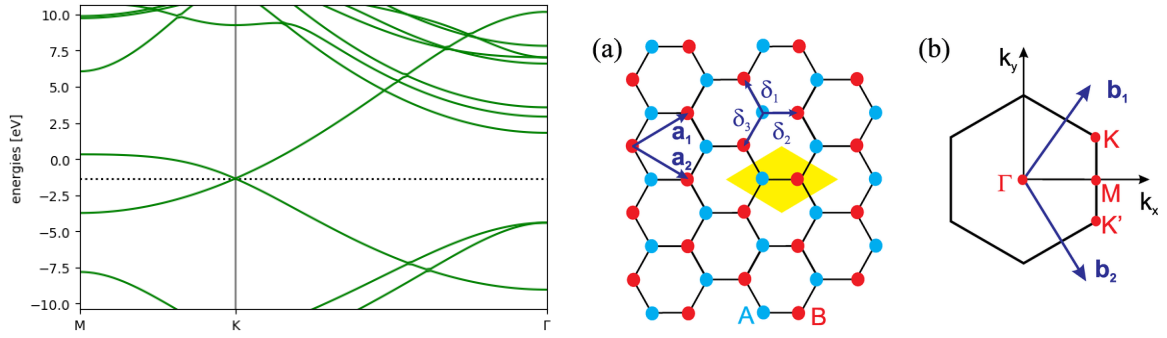 energies [eV]
10.0
7.5
5.0
2.5
0.0
−2.5
−5.0
−7.5
−10.0
M
K
Γ
(a)
δ1
δ2
δ3
a1
a2
A
B
(b)
ky
b1
K
Γ
M
kx
K'
b2